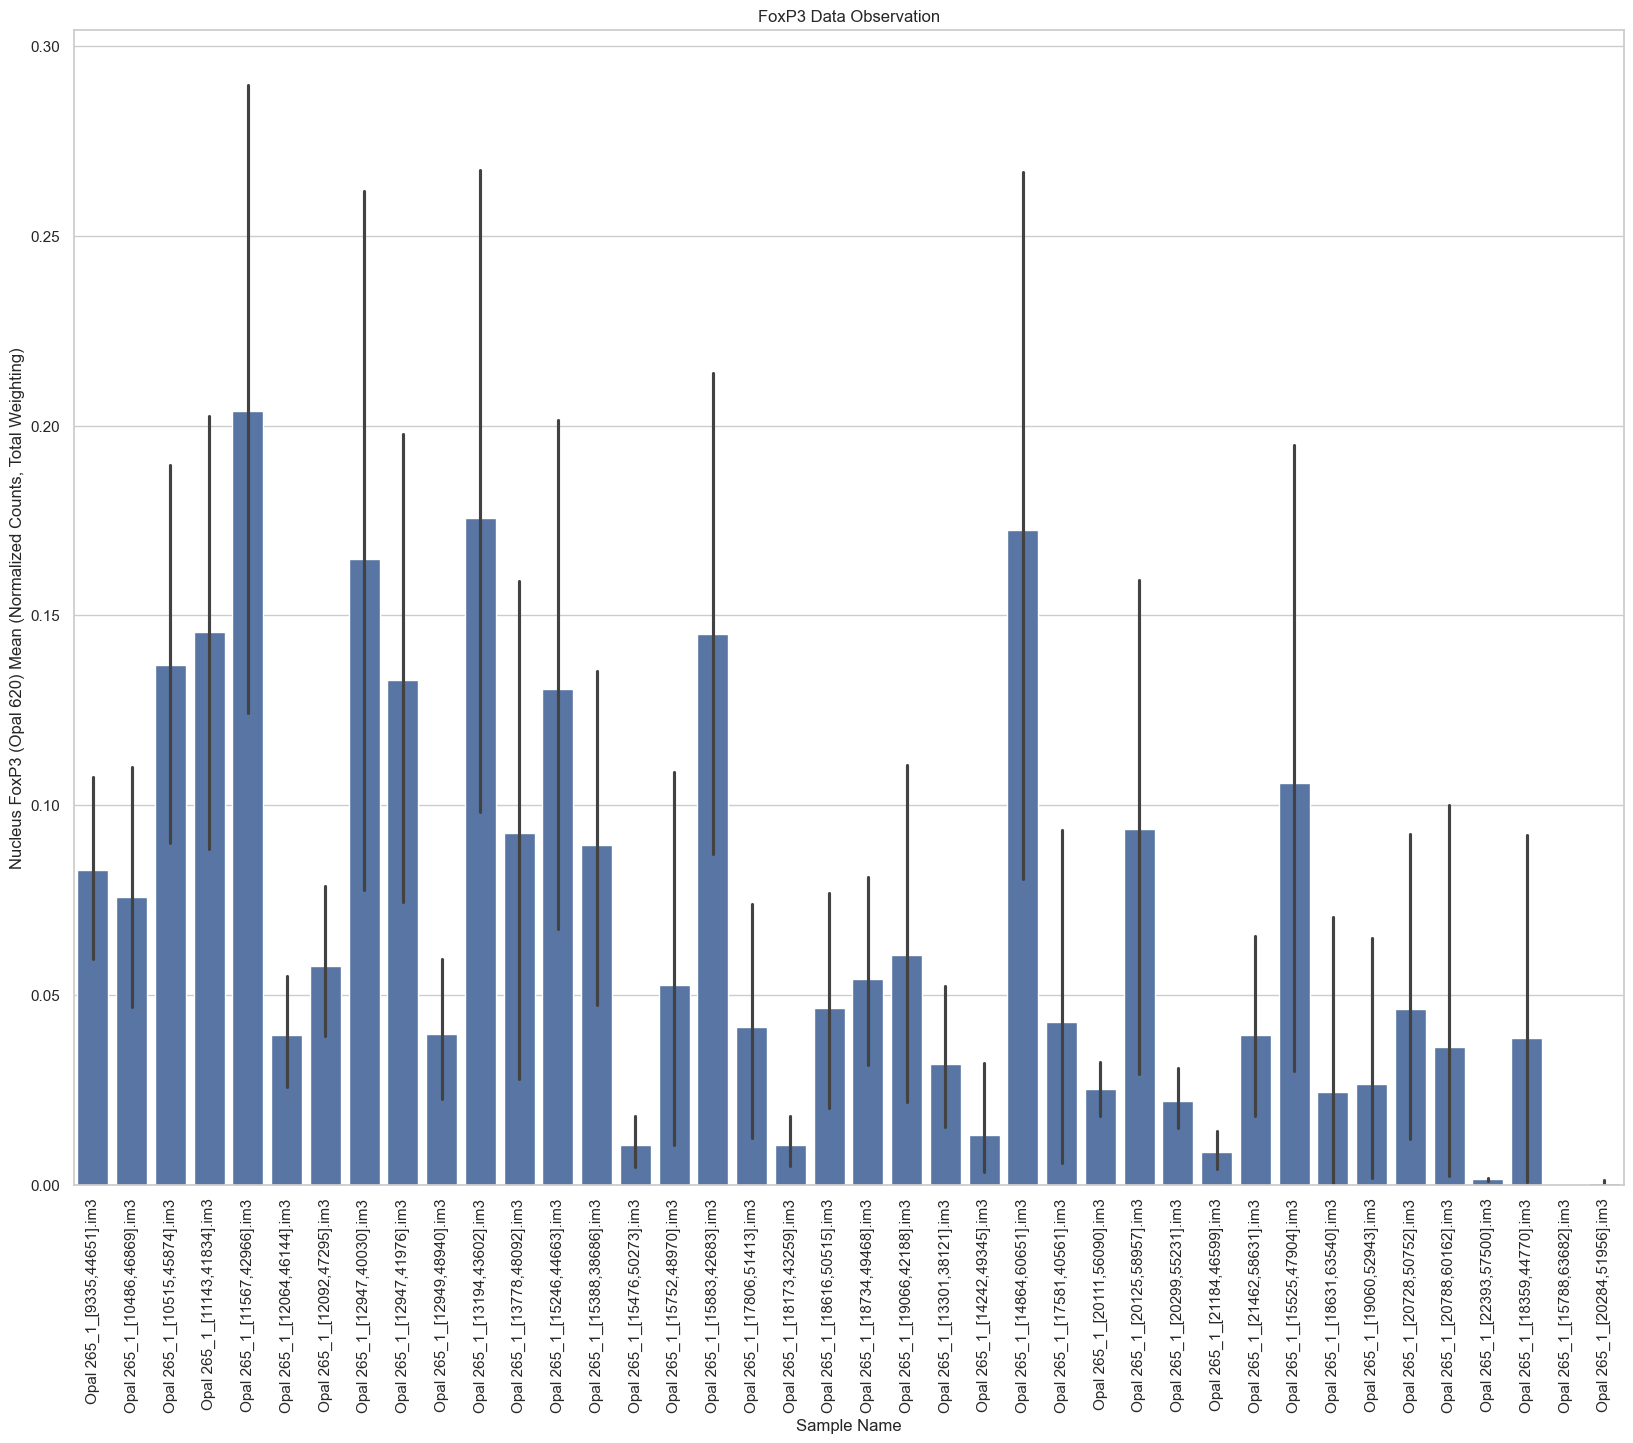 FoxP3 Data Observation
Nucleus FoxP3 (Opal 620) Mean (Normalized Counts, Total Weighting)
0.30
0.25
0.20
0.15
0.10
0.05
0.00
Opal 265_1_[9335,44651].im3
Opal 265_1_[10486,46869].im3
Opal 265_1_[10515,45874].im3
Opal 265_1_[11143,41834].im3
Opal 265_1_[11567,42966].im3
Opal 265_1_[12064,46144].im3
Opal 265_1_[12092,47295].im3
Opal 265_1_[12947,40030].im3
Opal 265_1_[12947,41976].im3
Opal 265_1_[12949,48940].im3
Opal 265_1_[13194,43602].im3
Opal 265_1_[13778,48092].im3
Opal 265_1_[15246,44663].im3
Opal 265_1_[15388,38686].im3
Opal 265_1_[15476,50273].im3
Opal 265_1_[15752,48970].im3
Opal 265_1_[15883,42683].im3
Opal 265_1_[17806,51413].im3
Opal 265_1_[18173,43259].im3
Opal 265_1_[18616,50515].im3
Opal 265_1_[18734,49468].im3
Opal 265_1_[19066,42188].im3
Opal 265_1_[13301,38121].im3
Opal 265_1_[14242,49345].im3
Opal 265_1_[14864,60651].im3
Opal 265_1_[17581,40561].im3
Opal 265_1_[20111,56090].im3
Opal 265_1_[20125,58957].im3
Opal 265_1_[20299,55231].im3
Opal 265_1_[21184,46599].im3
Opal 265_1_[21462,58631].im3
Opal 265_1_[15525,47904].im3
Opal 265_1_[18631,63540].im3
Opal 265_1_[19060,52943].im3
Opal 265_1_[20728,50752].im3
Opal 265_1_[20788,60162].im3
Opal 265_1_[22393,57500].im3
Opal 265_1_[18359,44770].im3
Opal 265_1_[15788,63682].im3
Opal 265_1_[20284,51956].im3
Sample Name